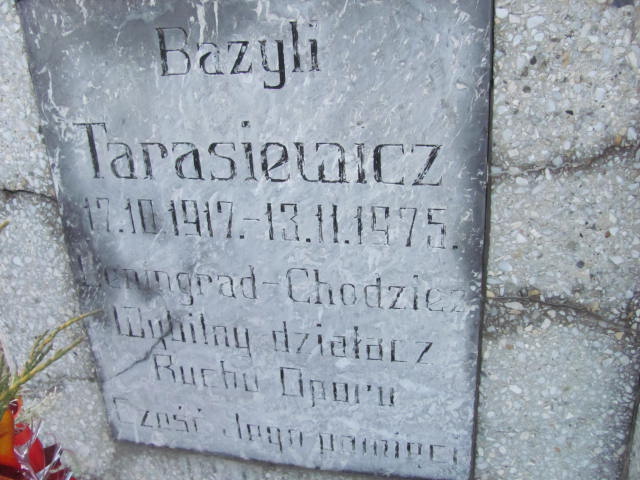 Bazyli
Tarasiewicz
17.10.1917.-13.11.1975.
Leningrad-Chodzież
Wybitny działacz
Ruchu Oporu
Cześć Jego pamięci